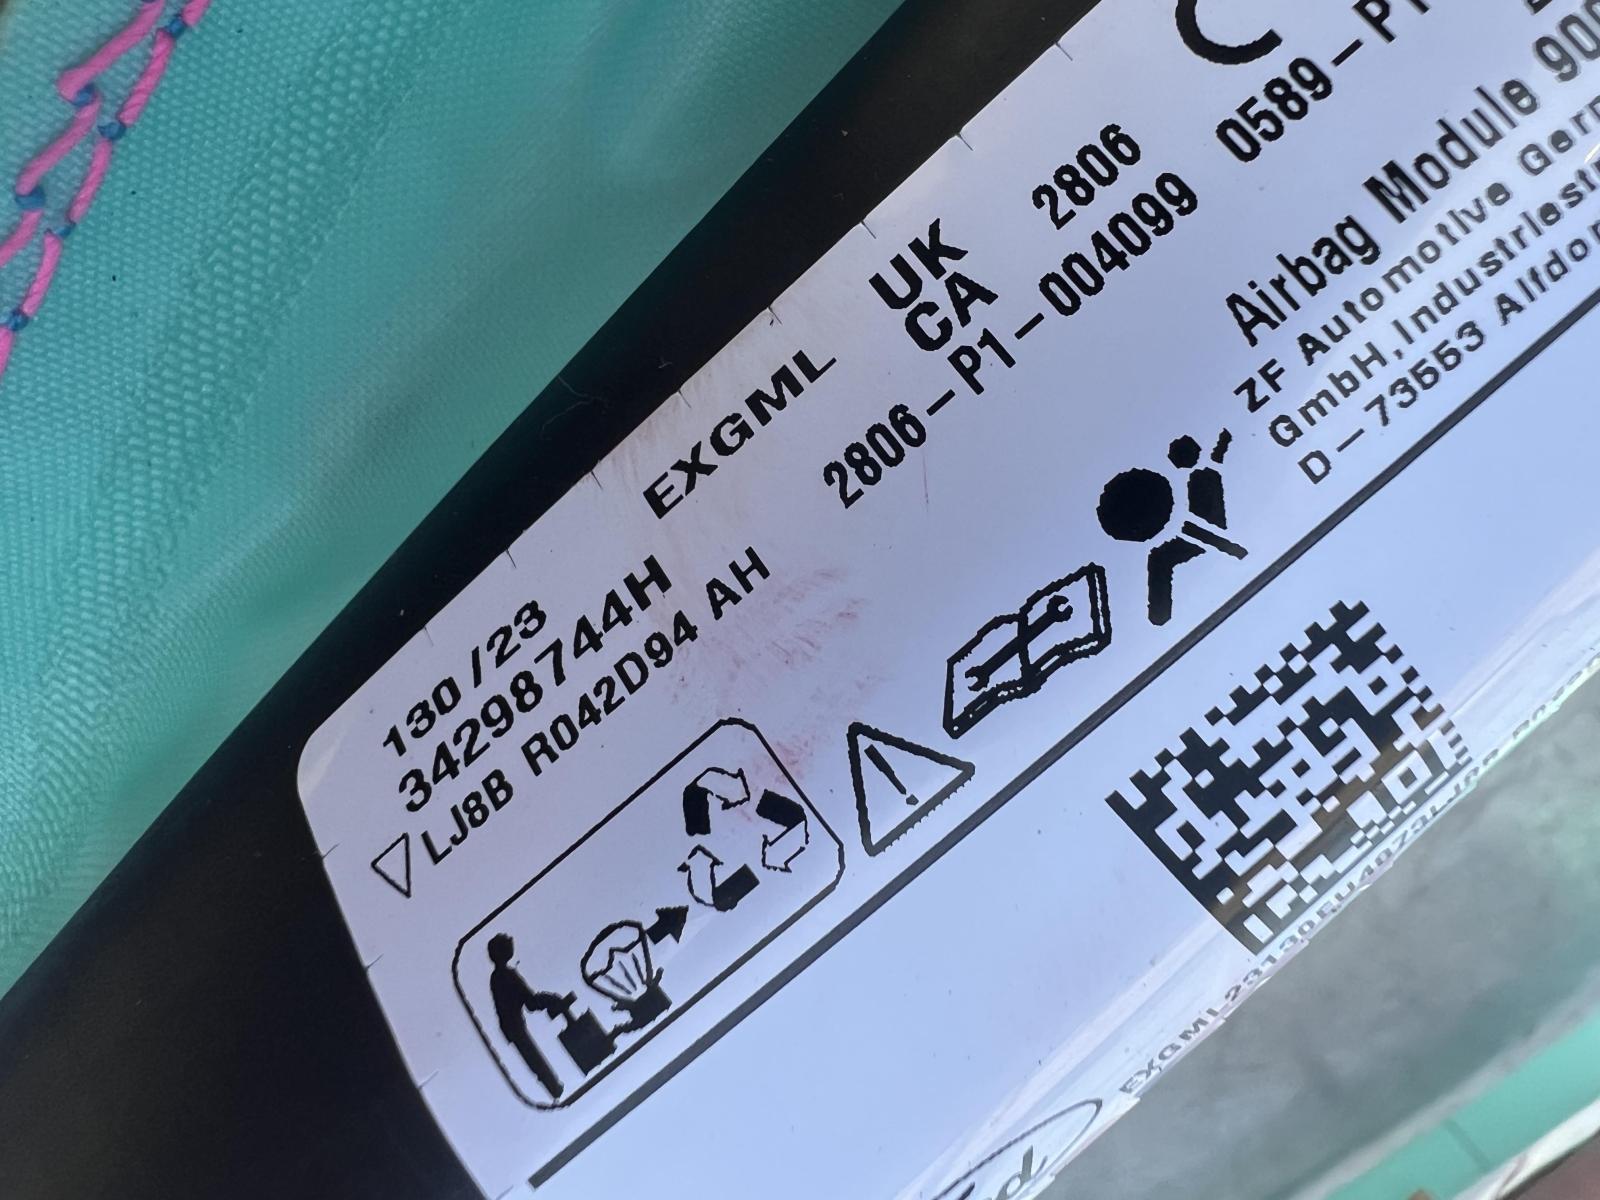 130/23
EXGML
UK
CA
2806
C
34298744H
2806-P1-004099
0589-P1
LJ8B R042D94 AH
Airbag Module
ZF Automotive
GmbH,
D-73553